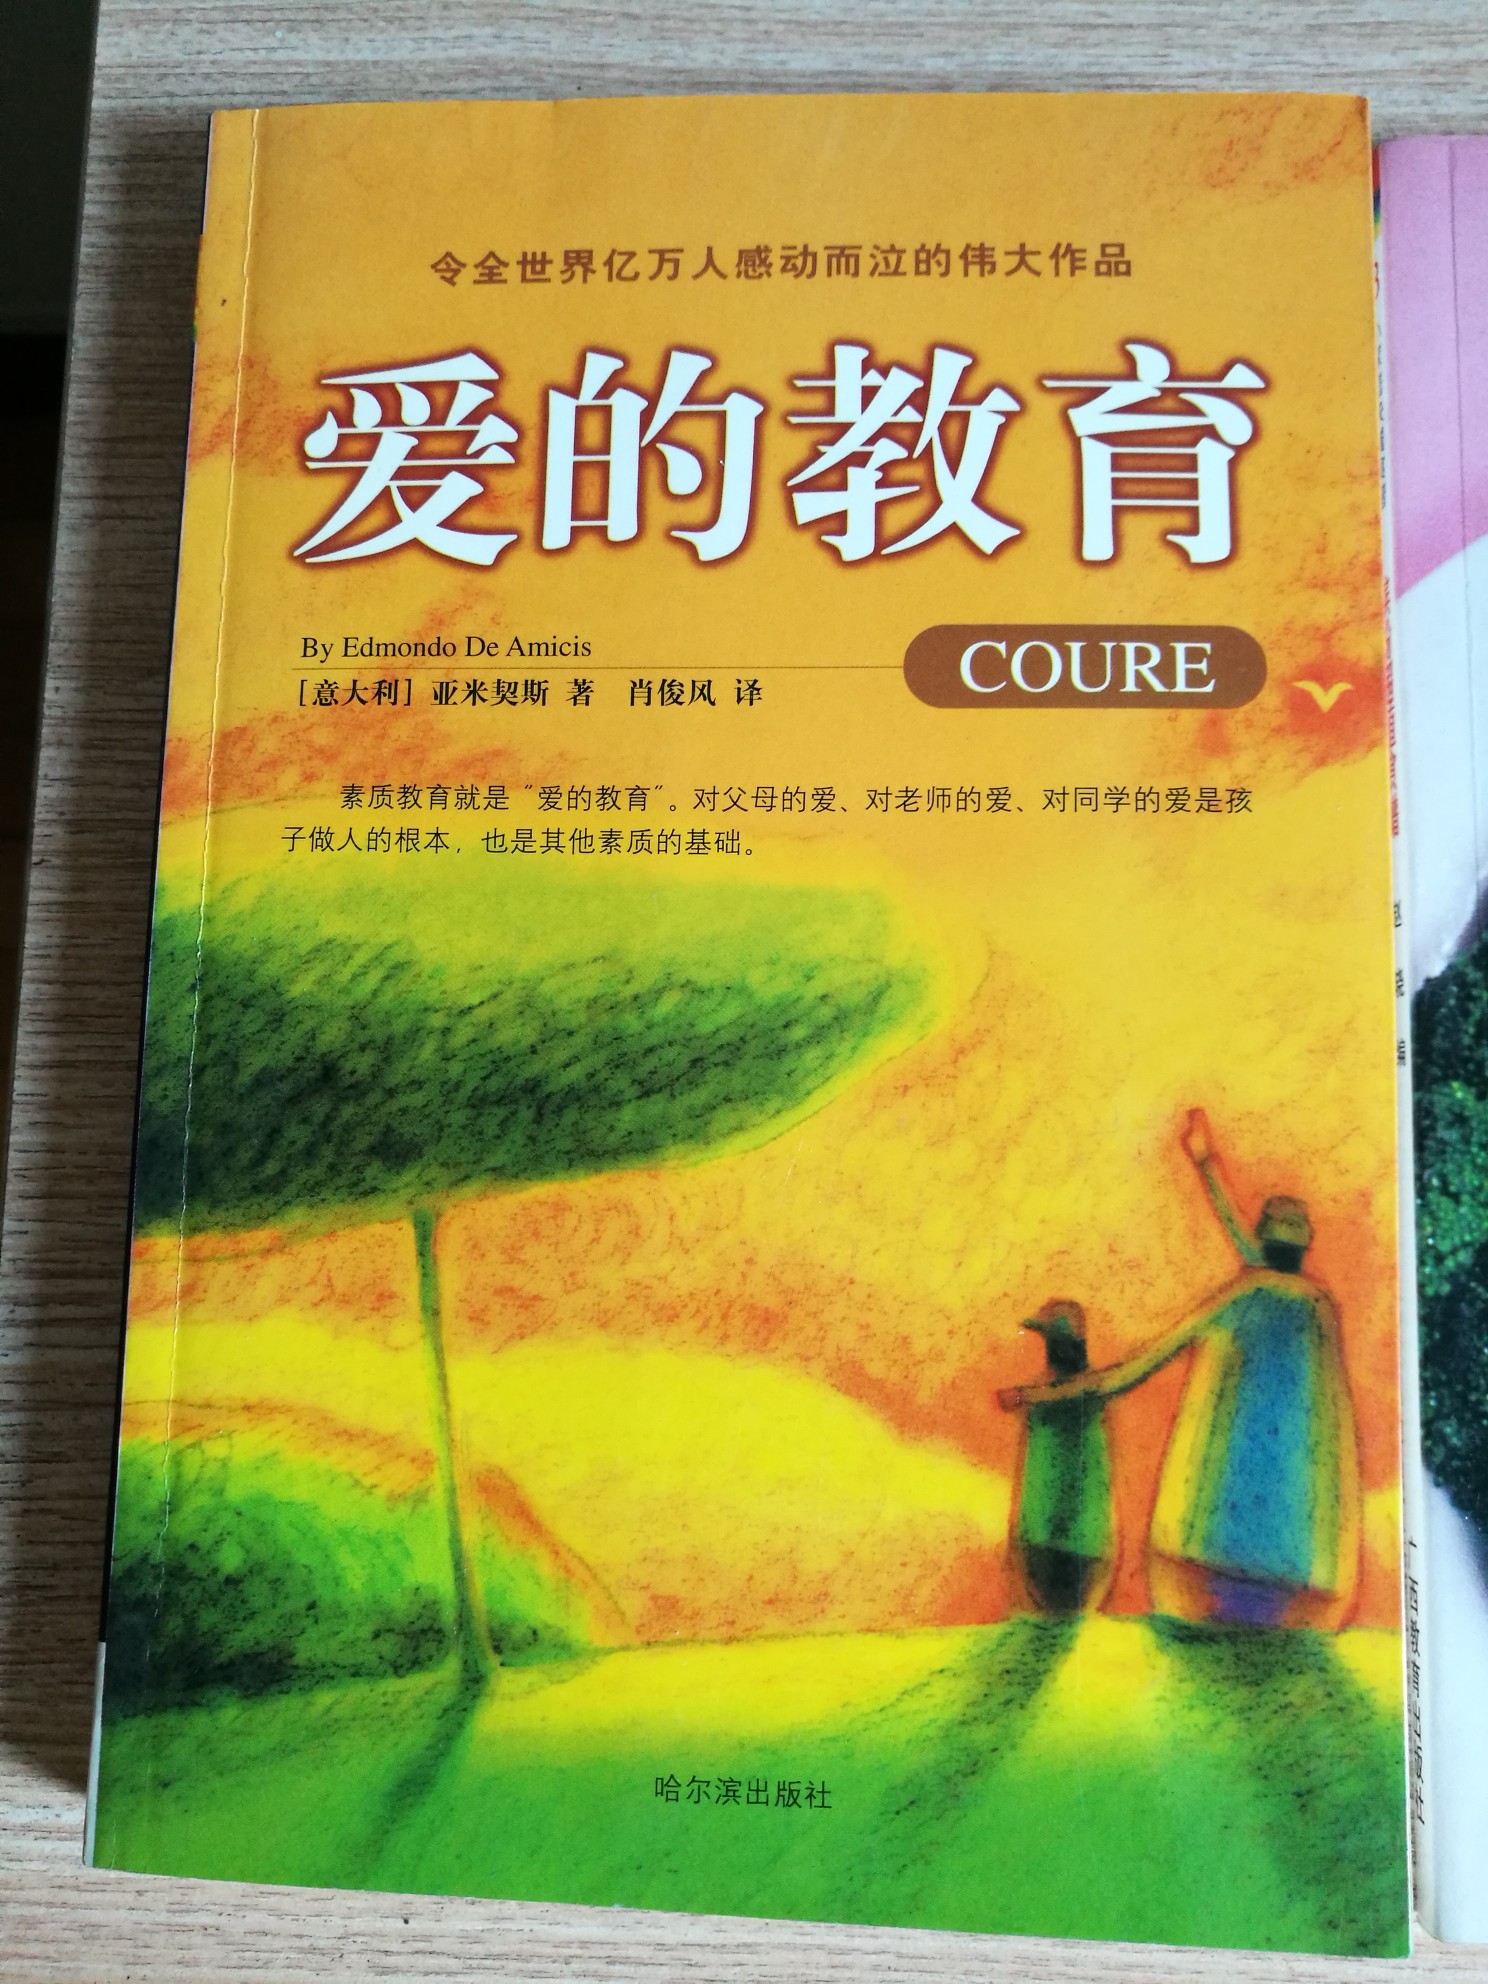 令全世界亿万人感动而泣的伟大作品
爱的教育
By Edmondo De Amicis
COURE
[意大利] 亚米契斯 著 肖俊风 译
素质教育就是“爱的教育”。对父母的爱、对老师的爱、对同学的爱是孩
子做人的根本，也是其他素质的基础。
哈尔滨出版社